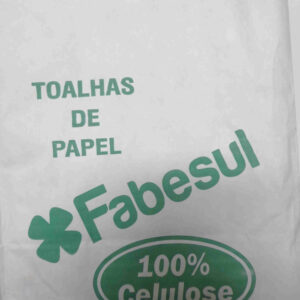 TOALHAS
DE
PAPEL
Fabesul
100%
Celulose